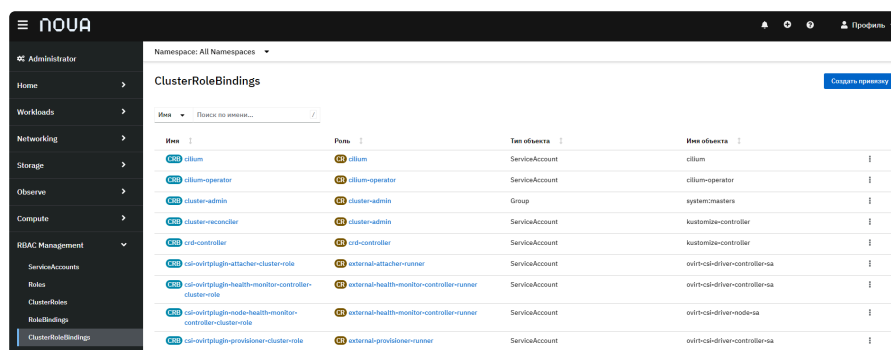 NOUA
Профиль
Administrator
Home
Workloads
Networking
Storage
Observe
Compute
RBAC Management
ServiceAccounts
Roles
ClusterRoles
RoleBindings
ClusterRoleBindings
Namespace: All Namespaces
ClusterRoleBindings
Создать привязку
Имя Поиск по имени... /
Имя Роль Тип объекта Имя объекта
CRB cilium CR cilium ServiceAccount cilium
CRB cilium-operator CR cilium-operator ServiceAccount cilium-operator
CRB cluster-admin CR cluster-admin Group system:masters
CRB cluster-reconciler CR cluster-admin ServiceAccount kustomize-controller
CRB crd-controller CR crd-controller ServiceAccount kustomize-controller
CRB csi-ovirtplugin-attacher-cluster-role CR external-attacher-runner ServiceAccount ovirt-csi-driver-controller-sa
CRB csi-ovirtplugin-health-monitor-controller- CR external-health-monitor-controller-runner ServiceAccount ovirt-csi-driver-controller-sa
cluster-role
CRB csi-ovirtplugin-node-health-monitor- CR external-health-monitor-controller-runner ServiceAccount ovirt-csi-driver-node-sa
controller-cluster-role
CRB csi-ovirtplugin-provisioner-cluster-role CR external-provisioner-runner ServiceAccount ovirt-csi-driver-controller-sa